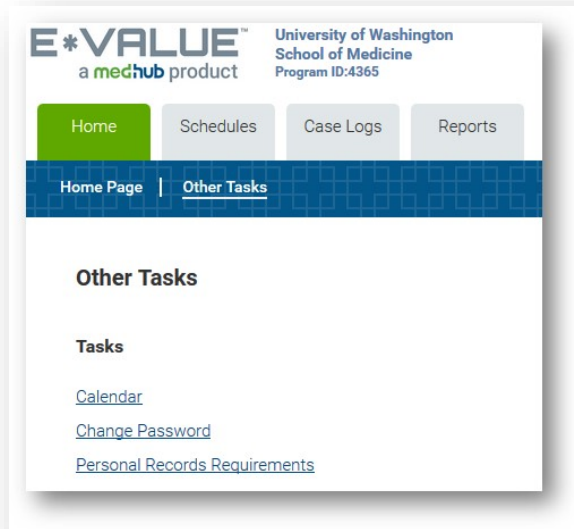 E*VALUE™
a medhub product
University of Washington
School of Medicine
Program ID:4365
Home
Schedules
Case Logs
Reports
Home Page | Other Tasks
Other Tasks
Tasks
Calendar
Change Password
Personal Records Requirements